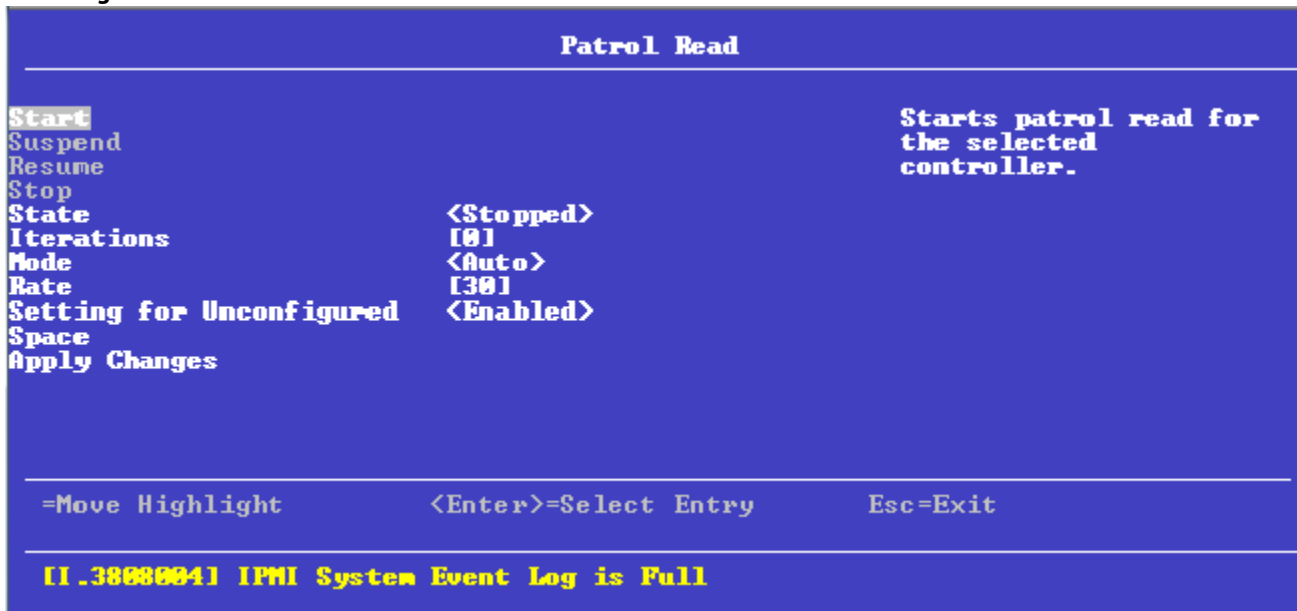 Patrol Read
Start
Suspend
Resume
Stop
State <Stopped>
Iterations [0]
Mode <Auto>
Rate [30]
Setting for Unconfigured <Enabled>
Space
Apply Changes
Starts patrol read for
the selected
controller.
=Move Highlight <Enter>=Select Entry Esc=Exit
[I.3808004] IPMI System Event Log is Full